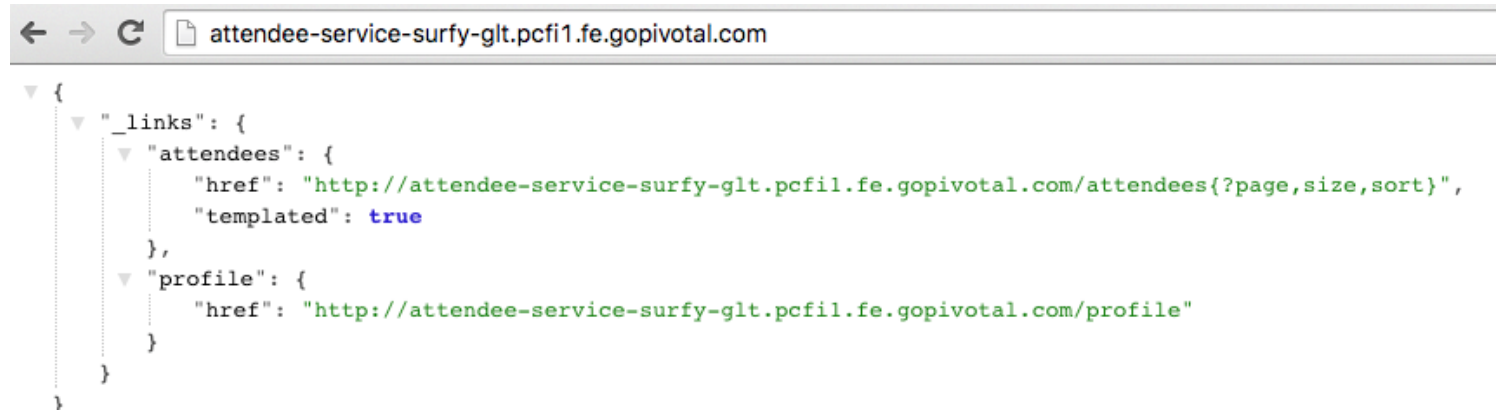 attendee-service-surfy-glt.pcfi1.fe.gopivotal.com
{
"_links": {
"attendees": {
"href": "http://attendee-service-surfy-glt.pcfi1.fe.gopivotal.com/attendees{?page,size,sort}",
"templated": true
},
"profile": {
"href": "http://attendee-service-surfy-glt.pcfi1.fe.gopivotal.com/profile"
}
}
}